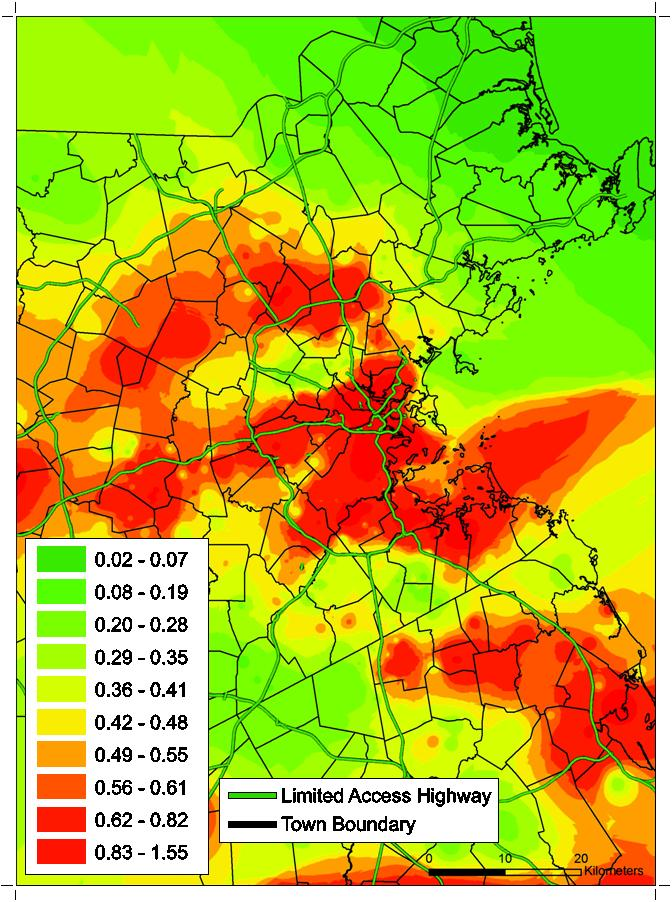 0.02 - 0.07
0.08 - 0.19
0.20 - 0.28
0.29 - 0.35
0.36 - 0.41
0.42 - 0.48
0.49 - 0.55
0.56 - 0.61
0.62 - 0.82
0.83 - 1.55
Limited Access Highway
Town Boundary
0 10 20
Kilometers